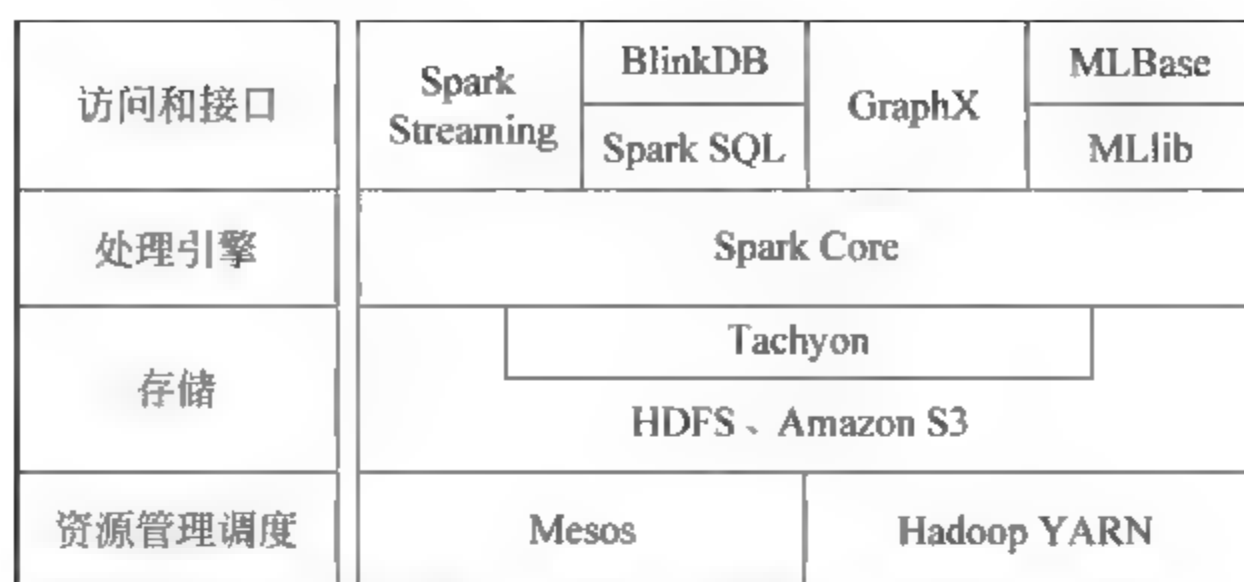 访问和接口
Spark
Streaming
BlinkDB
Spark SQL
GraphX
MLBase
MLlib
处理引擎
Spark Core
存储
Tachyon
HDFS、Amazon S3
资源管理调度
Mesos
Hadoop YARN